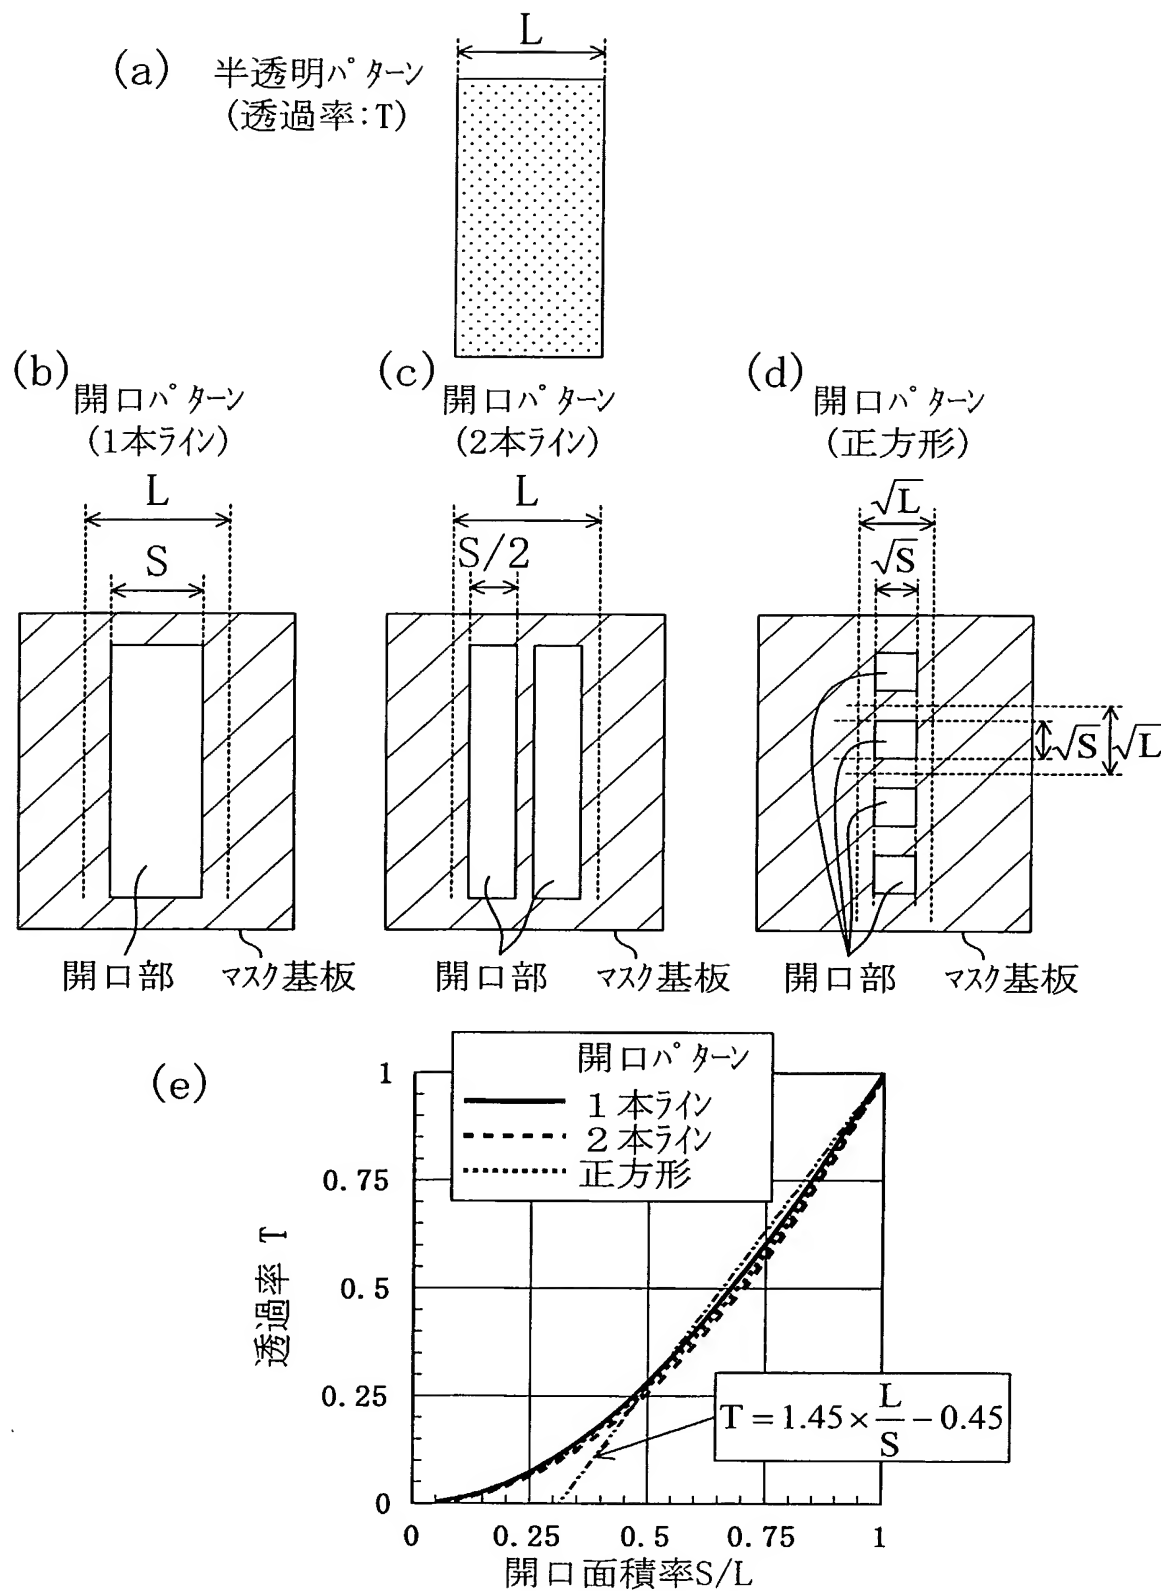 (a)
半透明パターン
(透過率:T)
L
(b)
開口パターン
(1本ライン)
L
S
開口部
マスク基板
(c)
開口パターン
(2本ライン)
L
S/2
開口部
マスク基板
(d)
開口パターン
(正方形)
√L
√S
√S
√L
開口部
マスク基板
(e)
開口パターン
1本ライン
2本ライン
正方形
透過率 T
1
0.75
0.5
0.25
0
T=1.45×L/S−0.45
0
0.25
0.5
0.75
1
開口面積率S/L